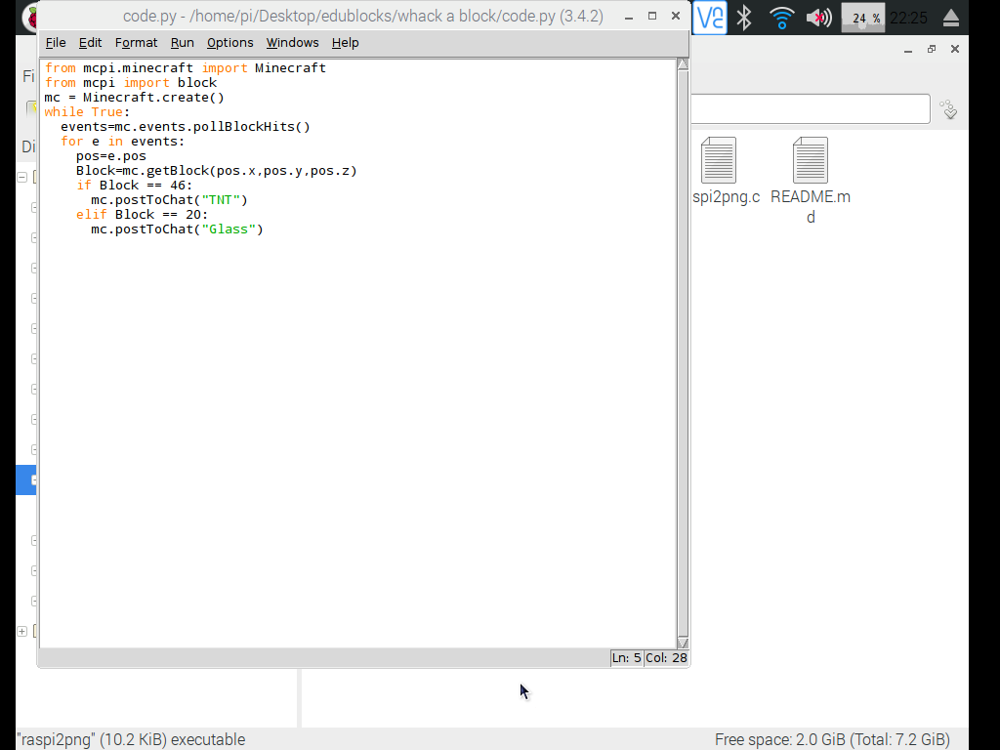 code.py - /home/pi/Desktop/edublocks/whack a block/code.py (3.4.2)
24 %
22:25
File Edit Format Run Options Windows Help
Fi
Di
from mcpi.minecraft import Minecraft
from mcpi import block
mc = Minecraft.create()
while True:
  events=mc.events.pollBlockHits()
  for e in events:
    pos=e.pos
    Block=mc.getBlock(pos.x,pos.y,pos.z)
    if Block == 46:
      mc.postToChat("TNT")
    elif Block == 20:
      mc.postToChat("Glass")
spi2png.c
README.m
d
Ln: 5 Col: 28
"raspi2png" (10.2 KiB) executable
Free space: 2.0 GiB (Total: 7.2 GiB)